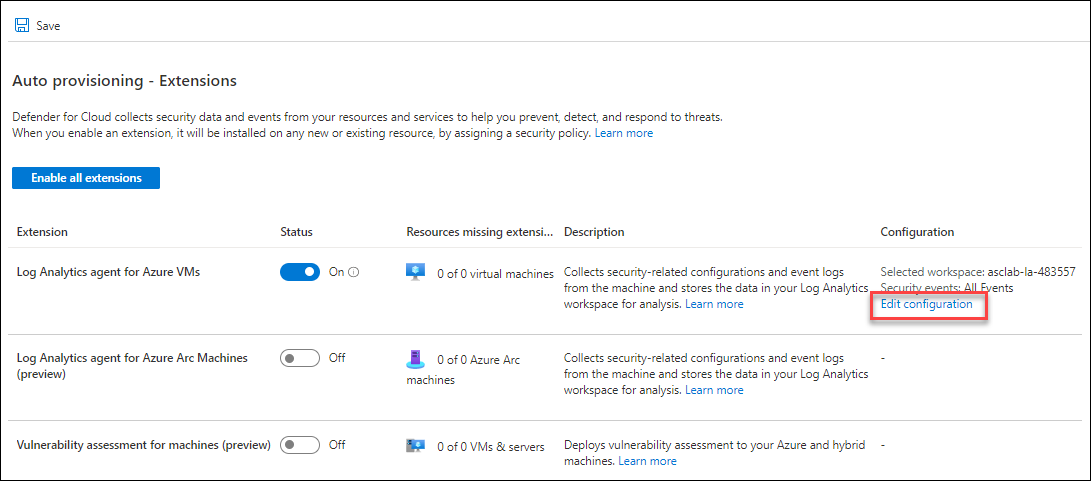 Save
Auto provisioning - Extensions
Defender for Cloud collects security data and events from your resources and services to help you prevent, detect, and respond to threats.
When you enable an extension, it will be installed on any new or existing resource, by assigning a security policy. Learn more
Enable all extensions
Extension Status Resources missing extensi... Description Configuration
Log Analytics agent for Azure VMs On 0 of 0 virtual machines Collects security-related configurations and event logs Selected workspace: asclab-la-483557
from the machine and stores the data in your Log Analytics Security events: All Events
workspace for analysis. Learn more Edit configuration
Log Analytics agent for Azure Arc Machines Off 0 of 0 Azure Arc Collects security-related configurations and event logs -
(preview) machines from the machine and stores the data in your Log Analytics
workspace for analysis. Learn more
Vulnerability assessment for machines (preview) Off 0 of 0 VMs & servers Deploys vulnerability assessment to your Azure and hybrid -
machines. Learn more